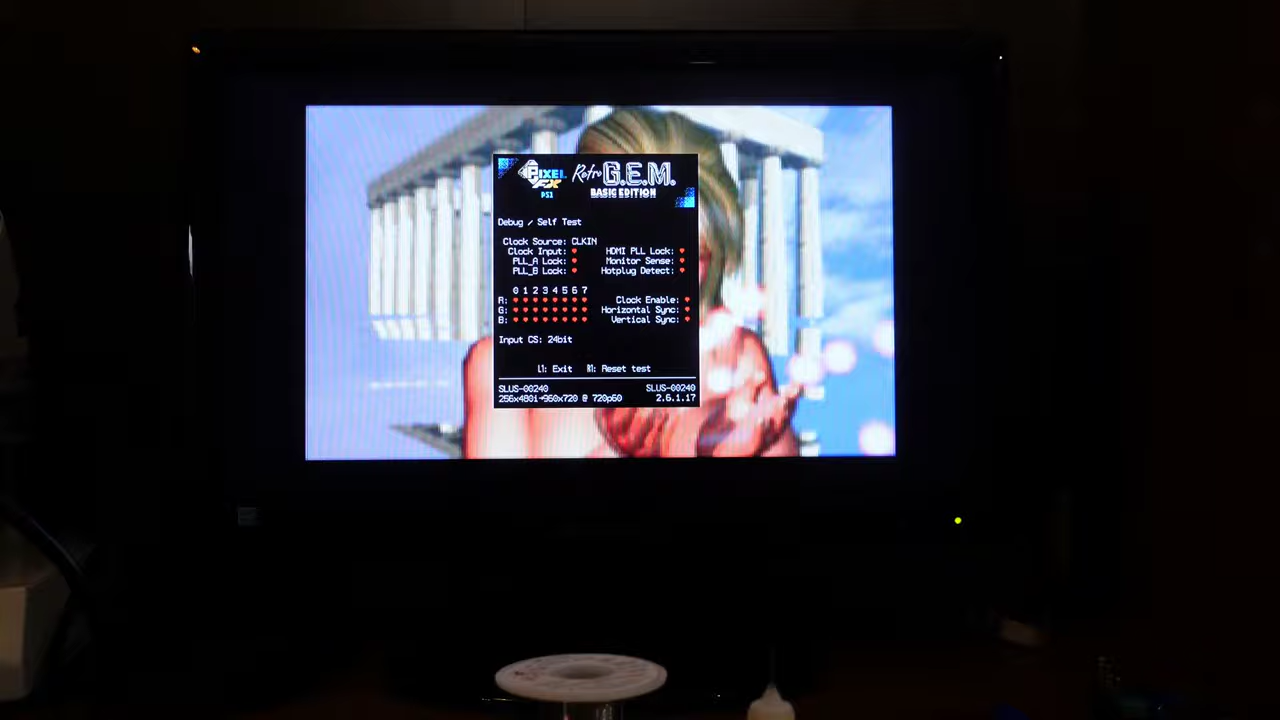 PIXEL FX
PS1
Retro G.E.M.
BASIC EDITION
Debug / Self Test
Clock Source: CLKIN
Clock Input: HDMI PLL Lock:
PLL_A Lock: Monitor Sense:
PLL_B Lock: Hotplug Detect:
0 1 2 3 4 5 6 7
R: Clock Enable:
G: Horizontal Sync:
B: Vertical Sync:
Input CS: 24bit
L1: Exit R1: Reset test
SLUS-00240 SLUS-00240
256x480i→960x720 @ 720p60 2.6.1.17